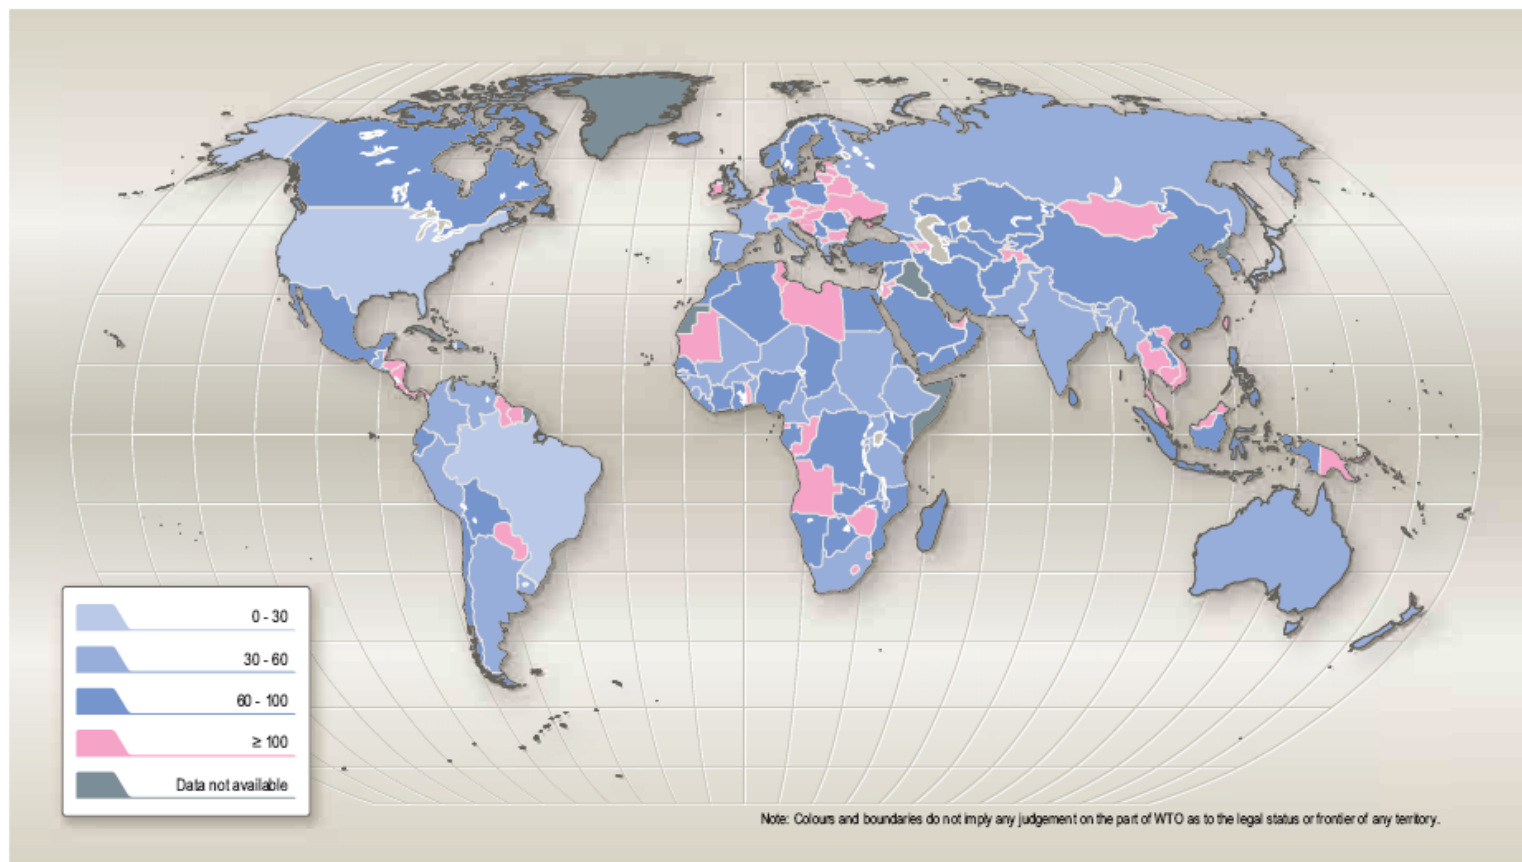 0 - 30
30 - 60
60 - 100
≥ 100
Data not available
Note: Colours and boundaries do not imply any judgement on the part of WTO as to the legal status or frontier of any territory.